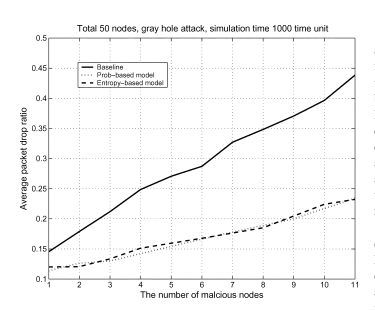 Total 50 nodes, gray hole attack, simulation time 1000 time unit
0.5
0.45
0.4
0.35
0.3
0.25
0.2
0.15
0.1
Average packet drop ratio
Baseline
Prob-based model
Entropy-based model
1 2 3 4 5 6 7 8 9 10 11
The number of malcious nodes